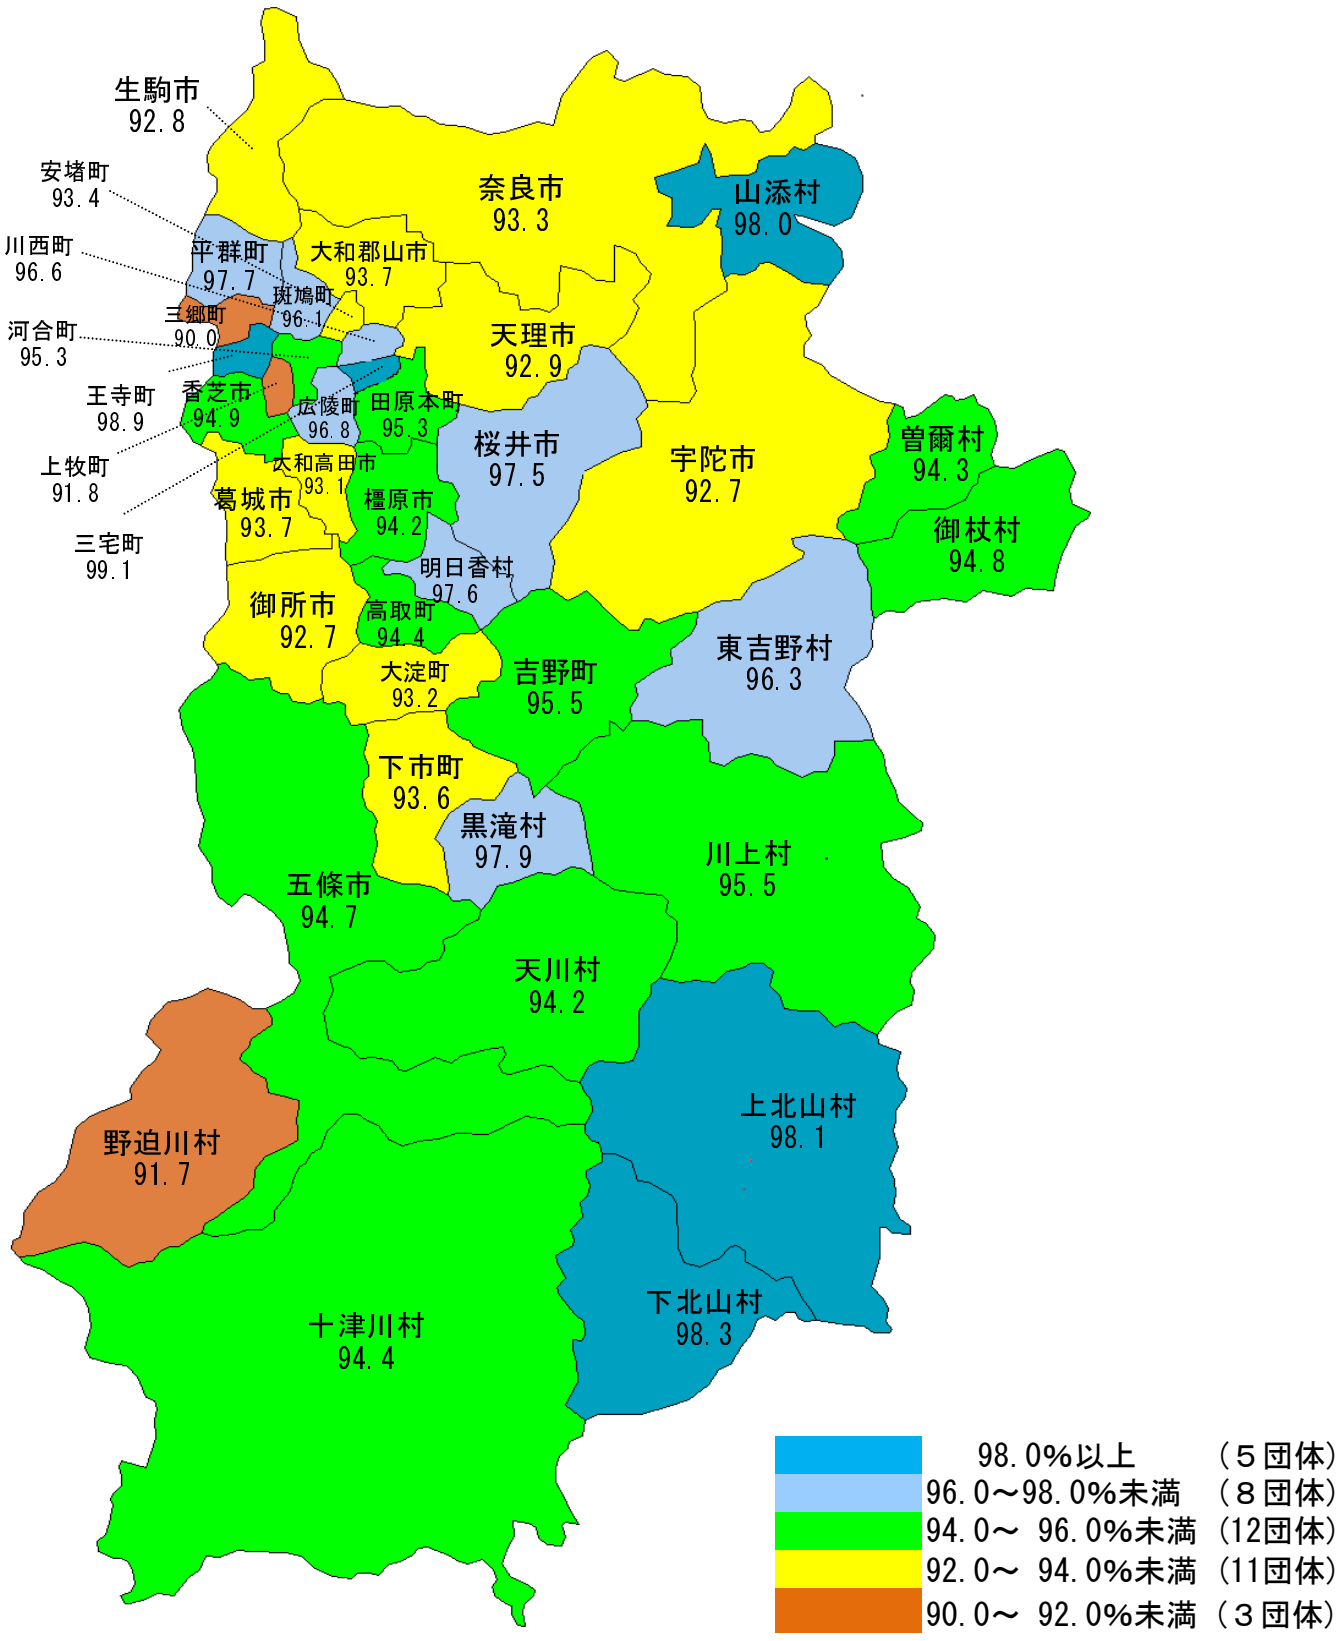 生駒市
92.8
安堵町
93.4
川西町
96.6
河合町
95.3
王寺町
98.9
上牧町
91.8
三宅町
99.1
奈良市
93.3
山添村
98.0
平群町
97.7
大和郡山市
93.7
斑鳩町
96.1
三郷町
90.0
天理市
92.9
香芝市
94.9
広陵町
96.8
田原本町
95.3
桜井市
97.5
宇陀市
92.7
曽爾村
94.3
御杖村
94.8
大和高田市
93.1
葛城市
93.7
橿原市
94.2
明日香村
97.6
御所市
92.7
高取町
94.4
大淀町
93.2
吉野町
95.5
東吉野村
96.3
下市町
93.6
黒滝村
97.9
川上村
95.5
五條市
94.7
天川村
94.2
上北山村
98.1
野迫川村
91.7
下北山村
98.3
十津川村
94.4
98.0%以上 (5団体)
96.0～98.0%未満 (8団体)
94.0～ 96.0%未満 (12団体)
92.0～ 94.0%未満 (11団体)
90.0～ 92.0%未満 (3団体)